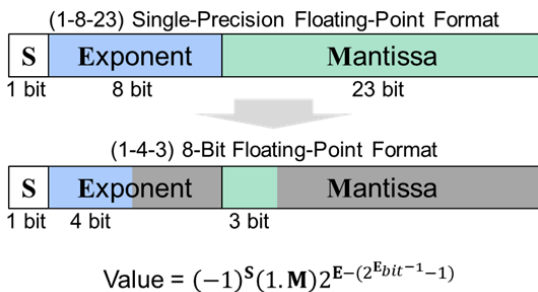 (1-8-23) Single-Precision Floating-Point Format
S Exponent Mantissa
1 bit 8 bit 23 bit
(1-4-3) 8-Bit Floating-Point Format
S Exponent Mantissa
1 bit 4 bit 3 bit
Value = (−1)^S(1.M)2^{E−(2^{E_{bit}−1}−1)}